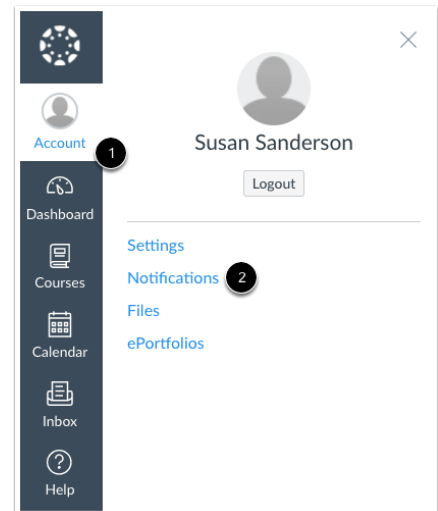 Account
1
Dashboard
Courses
Calendar
Inbox
Help
Susan Sanderson
Logout
Settings
Notifications 2
Files
ePortfolios